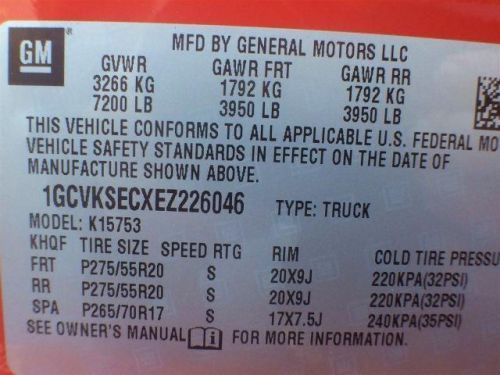 GM ®
MFD BY GENERAL MOTORS LLC
GVWR GAWR FRT GAWR RR
3266 KG 1792 KG 1792 KG
7200 LB 3950 LB 3950 LB
THIS VEHICLE CONFORMS TO ALL APPLICABLE U.S. FEDERAL MO
VEHICLE SAFETY STANDARDS IN EFFECT ON THE DATE OF
MANUFACTURE SHOWN ABOVE.
1GCVKSECXEZ226046 TYPE: TRUCK
MODEL: K15753
KHQF TIRE SIZE SPEED RTG RIM COLD TIRE PRESSU
FRT P275/55R20 S 20X9J 220KPA(32PSI)
RR P275/55R20 S 20X9J 220KPA(32PSI)
SPA P265/70R17 S 17X7.5J 240KPA(35PSI)
SEE OWNER'S MANUAL FOR MORE INFORMATION.